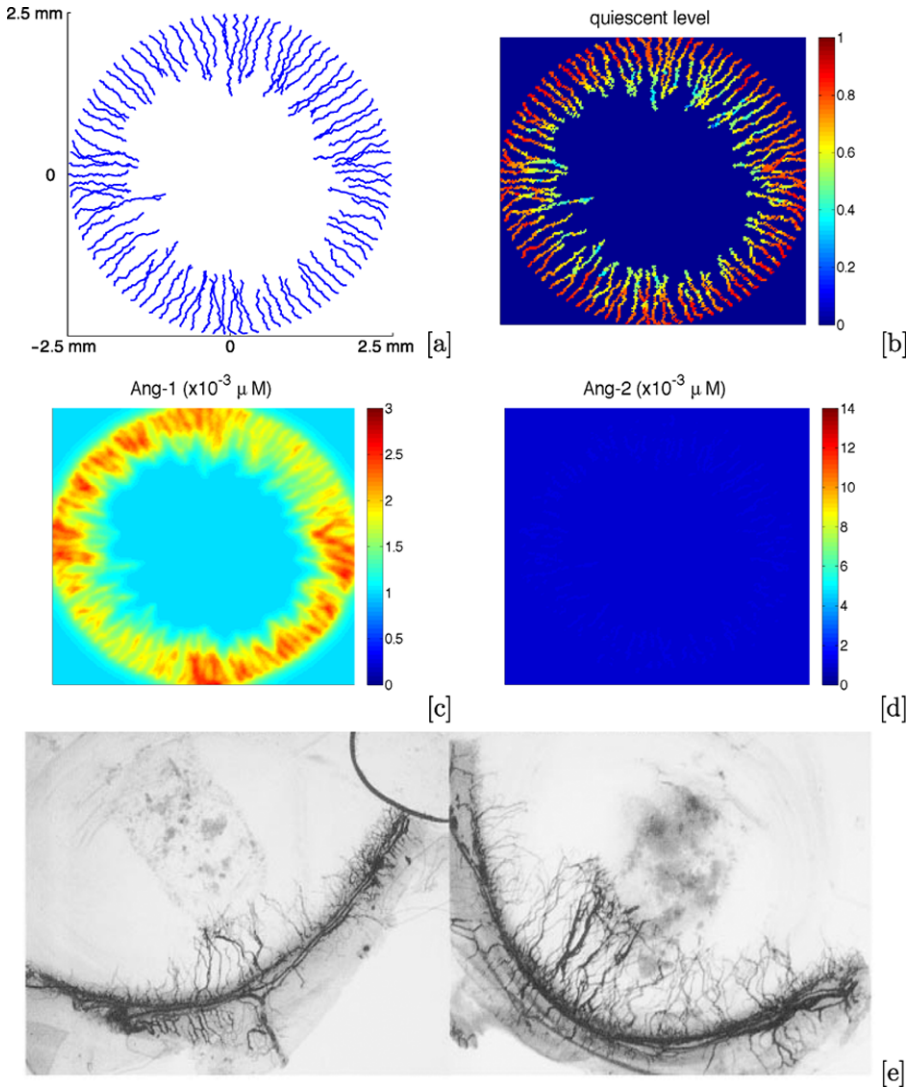 2.5 mm
0
−2.5 mm
0
2.5 mm
[a]
quiescent level
1
0.8
0.6
0.4
0.2
0
[b]
Ang-1 (x10⁻³ μ M)
3
2.5
2
1.5
1
0.5
0
[c]
Ang-2 (x10⁻³ μ M)
14
12
10
8
6
4
2
0
[d]
[e]